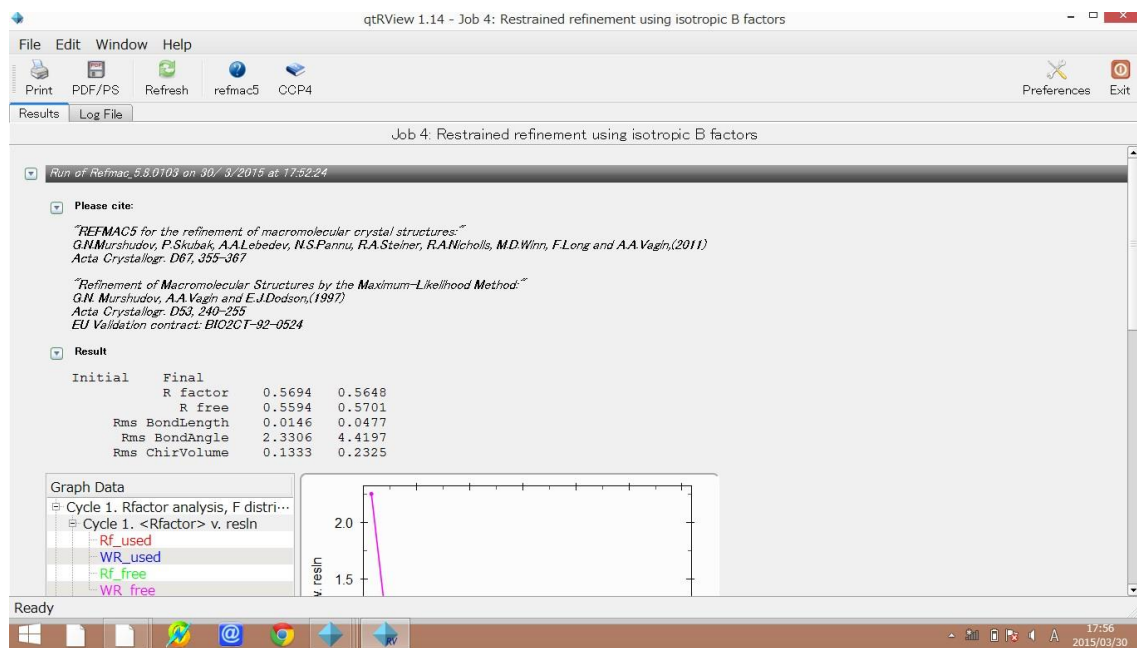 qtRView 1.14 - Job 4: Restrained refinement using isotropic B factors
File Edit Window Help
Print PDF/PS Refresh refmac5 CCP4 Preferences Exit
Results Log File
Job 4: Restrained refinement using isotropic B factors
Run of Refmac_5.8.0103 on 30/ 3/2015 at 17:52:24
Please cite:
"REFMAC5 for the refinement of macromolecular crystal structures:"
G.N.Murshudov, P.Skubak, A.A.Lebedev, N.S.Pannu, R.A.Steiner, R.A.Nicholls, M.D.Winn, F.Long and A.A.Vagin,(2011)
Acta Crystallogr. D67, 355-367
"Refinement of Macromolecular Structures by the Maximum-Likelihood Method:"
G.N. Murshudov, A.A.Vagin and E.J.Dodson,(1997)
Acta Crystallogr. D53, 240-255
EU Validation contract: BIO2CT-92-0524
Result
Initial Final
R factor 0.5694 0.5648
R free 0.5594 0.5701
Rms BondLength 0.0146 0.0477
Rms BondAngle 2.3306 4.4197
Rms ChirVolume 0.1333 0.2325
Graph Data
Cycle 1. Rfactor analysis, F distri...
Cycle 1. <Rfactor> v. resln
Rf_used
WR_used
Rf_free
WR_free
2.0
1.5
v. resln
Ready
RV
A 17:56
2015/03/30